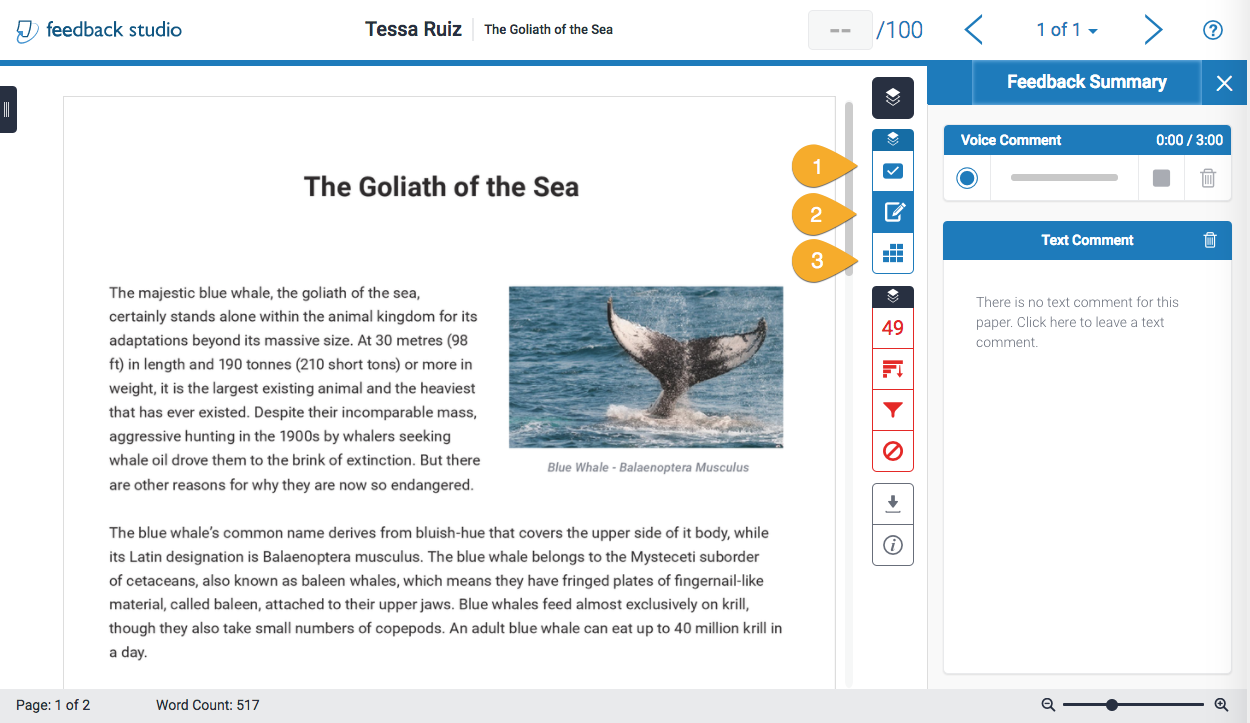 feedback studio
Tessa Ruiz
The Goliath of the Sea
--
/100
1 of 1
?
Feedback Summary
Voice Comment 0:00 / 3:00
Text Comment
There is no text comment for this
paper. Click here to leave a text
comment.
1
2
3
49
i
The Goliath of the Sea
The majestic blue whale, the goliath of the sea,
certainly stands alone within the animal kingdom for its
adaptations beyond its massive size. At 30 metres (98
ft) in length and 190 tonnes (210 short tons) or more in
weight, it is the largest existing animal and the heaviest
that has ever existed. Despite their incomparable mass,
aggressive hunting in the 1900s by whalers seeking
whale oil drove them to the brink of extinction. But there
are other reasons for why they are now so endangered.
Blue Whale - Balaenoptera Musculus
The blue whale’s common name derives from bluish-hue that covers the upper side of it body, while
its Latin designation is Balaenoptera musculus. The blue whale belongs to the Mysteceti suborder
of cetaceans, also known as baleen whales, which means they have fringed plates of fingernail-like
material, called baleen, attached to their upper jaws. Blue whales feed almost exclusively on krill,
though they also take small numbers of copepods. An adult blue whale can eat up to 40 million krill in
a day.
Page: 1 of 2
Word Count: 517